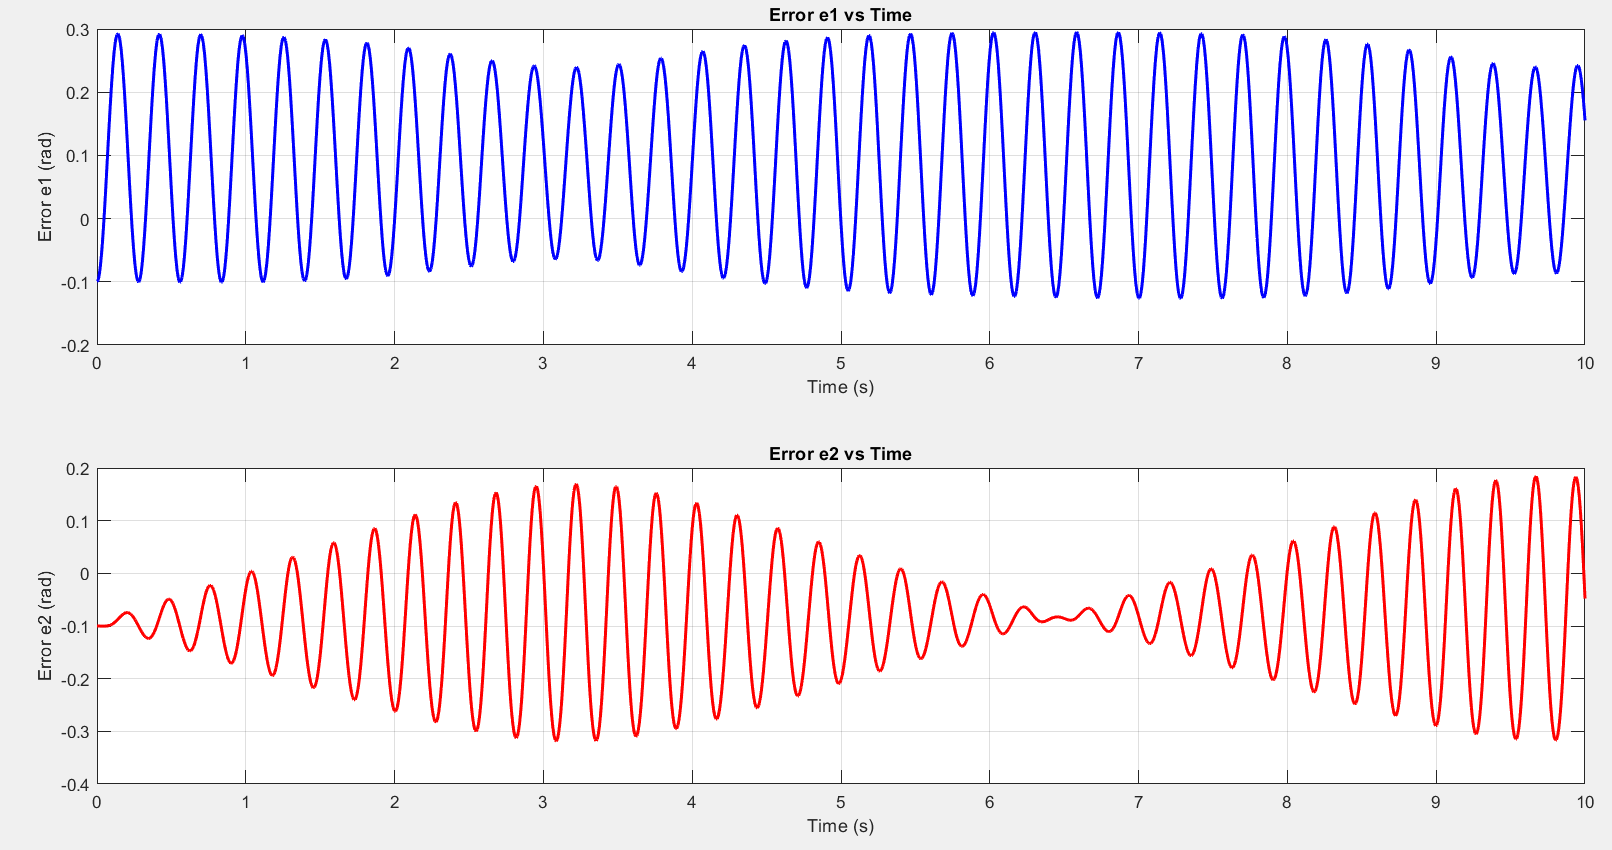 Error e1 vs Time
0.3
0.2
0.1
0
-0.1
-0.2
Error e1 (rad)
0 1 2 3 4 5 6 7 8 9 10
Time (s)
Error e2 vs Time
0.2
0.1
0
-0.1
-0.2
-0.3
-0.4
Error e2 (rad)
0 1 2 3 4 5 6 7 8 9 10
Time (s)